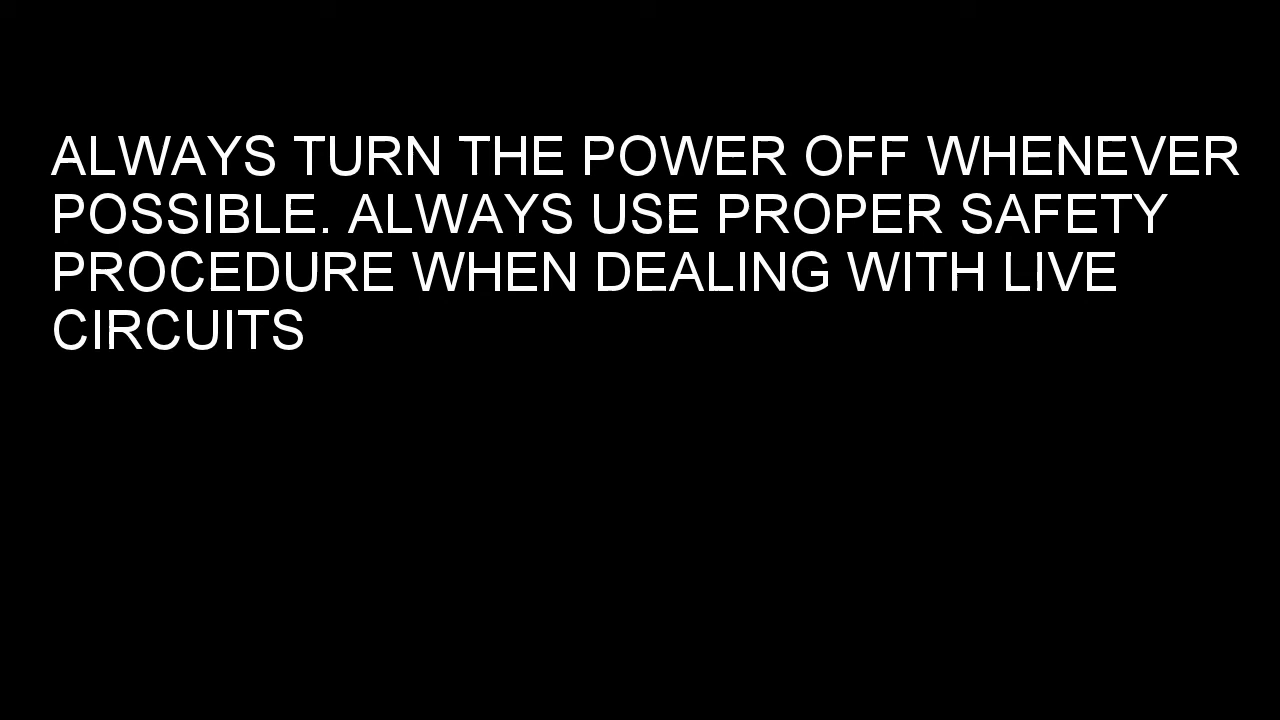 ALWAYS TURN THE POWER OFF WHENEVER
POSSIBLE. ALWAYS USE PROPER SAFETY
PROCEDURE WHEN DEALING WITH LIVE
CIRCUITS